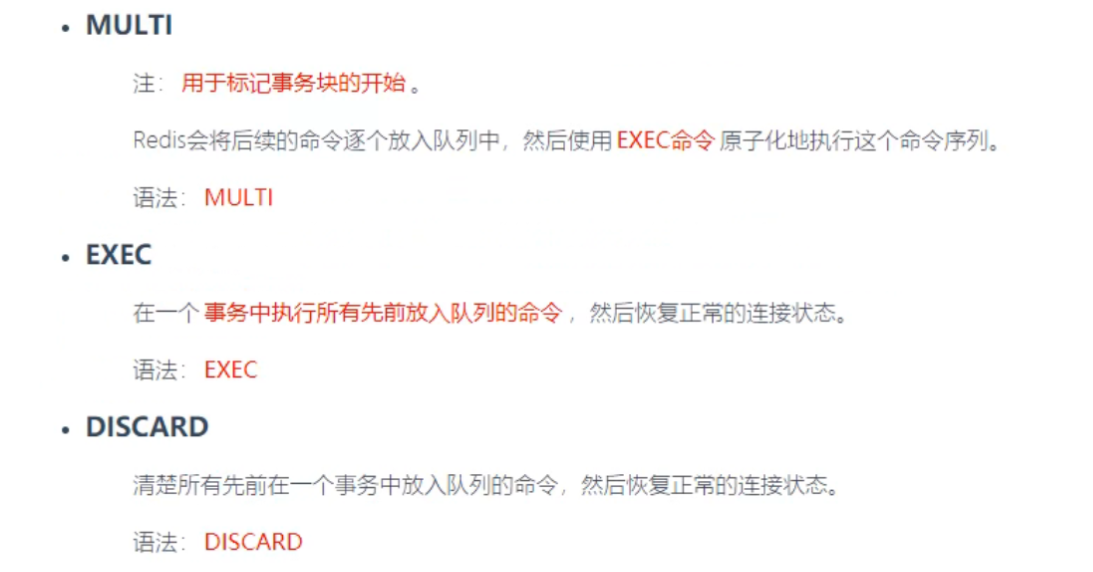 MULTI
注： 用于标记事务块的开始 。
Redis会将后续的命令逐个放入队列中，然后使用 EXEC命令 原子化地执行这个命令序列。
语法： MULTI
EXEC
在一个 事务中执行所有先前放入队列的命令 ，然后恢复正常的连接状态。
语法： EXEC
DISCARD
清楚所有先前在一个事务中放入队列的命令，然后恢复正常的连接状态。
语法： DISCARD